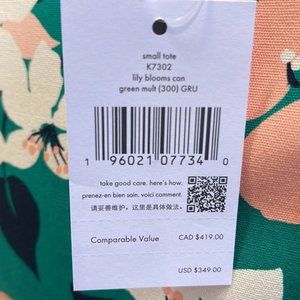 small tote
K7302
lily blooms can
green mult (300) GRU
1 96021 07734 0
take good care. here's how.
prenez-en bien soin. voici comment.
请妥善维护，这里是具体做法。
Comparable Value CAD $419.00
USD $349.00